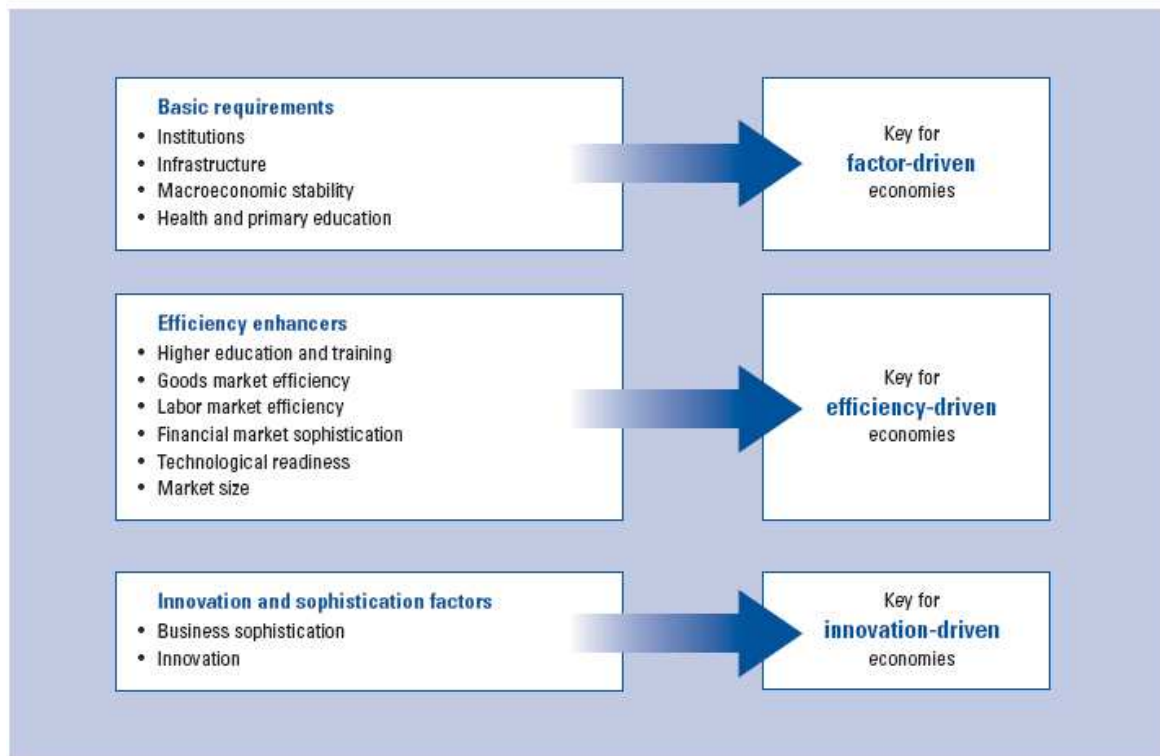 Basic requirements
• Institutions
• Infrastructure
• Macroeconomic stability
• Health and primary education
Key for
factor-driven
economies
Efficiency enhancers
• Higher education and training
• Goods market efficiency
• Labor market efficiency
• Financial market sophistication
• Technological readiness
• Market size
Key for
efficiency-driven
economies
Innovation and sophistication factors
• Business sophistication
• Innovation
Key for
innovation-driven
economies